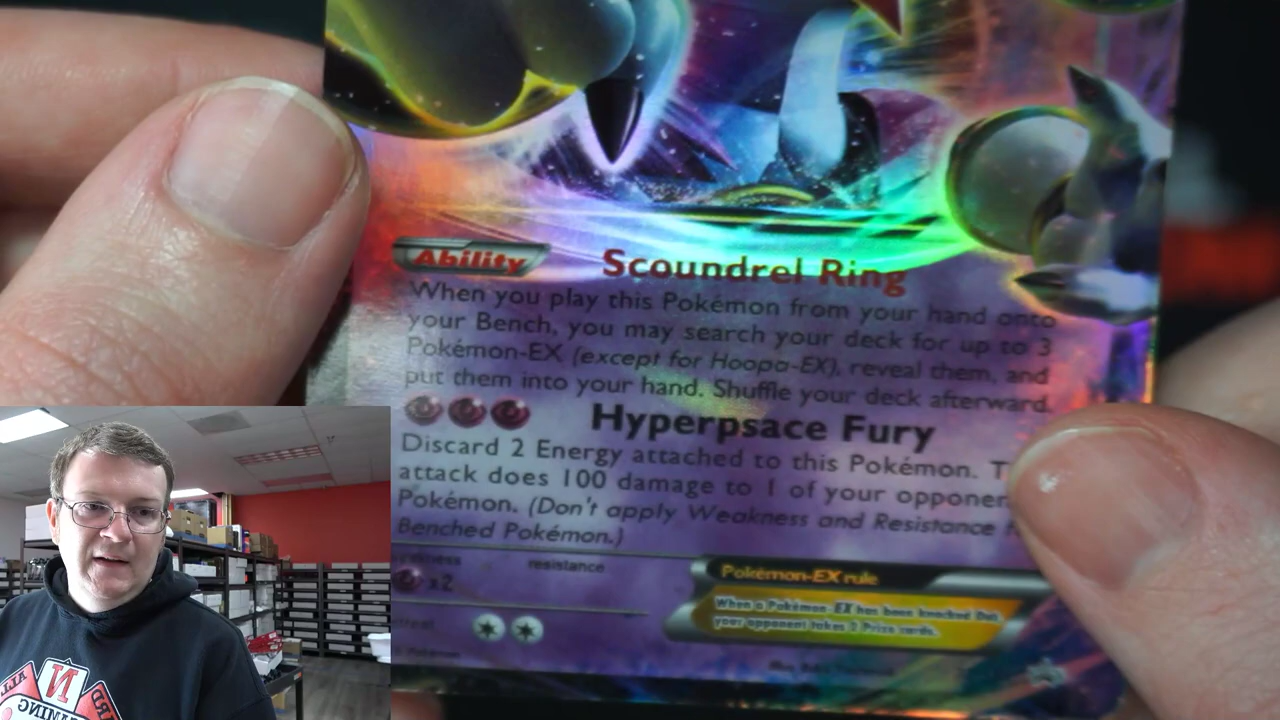 Ability Scoundrel Ring
When you play this Pokémon from your hand onto
your Bench, you may search your deck for up to 3
Pokémon-EX (except for Hoopa-EX), reveal them, and
put them into your hand. Shuffle your deck afterward.
Hyperpsace Fury
Discard 2 Energy attached to this Pokémon.
attack does 100 damage to 1 of your
Pokémon. (Don't apply Weakness and Resistance
Benched Pokémon.)
resistance
x2
Pokémon-EX rule
When a Pokémon-EX has been Knocked Out,
your opponent takes 2 Prize cards.
N